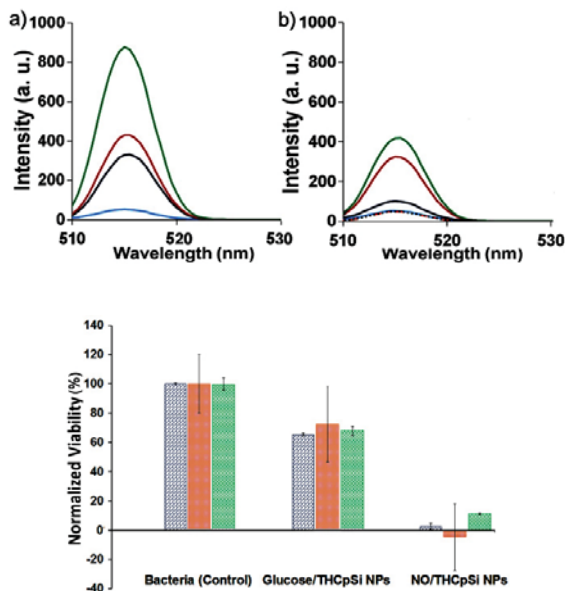 a)
b)
1000
800
600
400
200
0
Intensity (a. u.)
510
520
530
Wavelength (nm)
1000
800
600
400
200
0
Intensity (a. u.)
510
520
530
Wavelength (nm)
140
120
100
80
60
40
20
0
-20
-40
Normalized Viability (%)
Bacteria (Control)
Glucose/THCpSi NPs
NO/THCpSi NPs